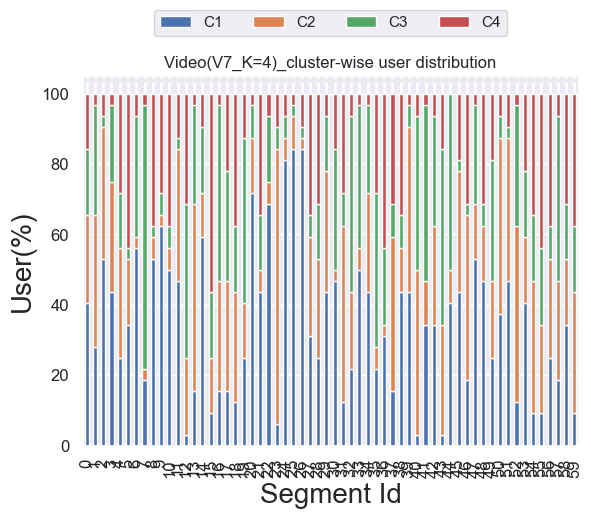 C1 C2 C3 C4
Video(V7_K=4)_cluster-wise user distribution
User(%)
100
80
60
40
20
0
0 1 2 3 4 5 6 7 8 9 10 11 12 13 14 15 16 17 18 19 20 21 22 23 24 25 26 27 28 29 30 31 32 33 34 35 36 37 38 39 40 41 42 43 44 45 46 47 48 49 50 51 52 53 54 55 56 57 58 59
Segment Id